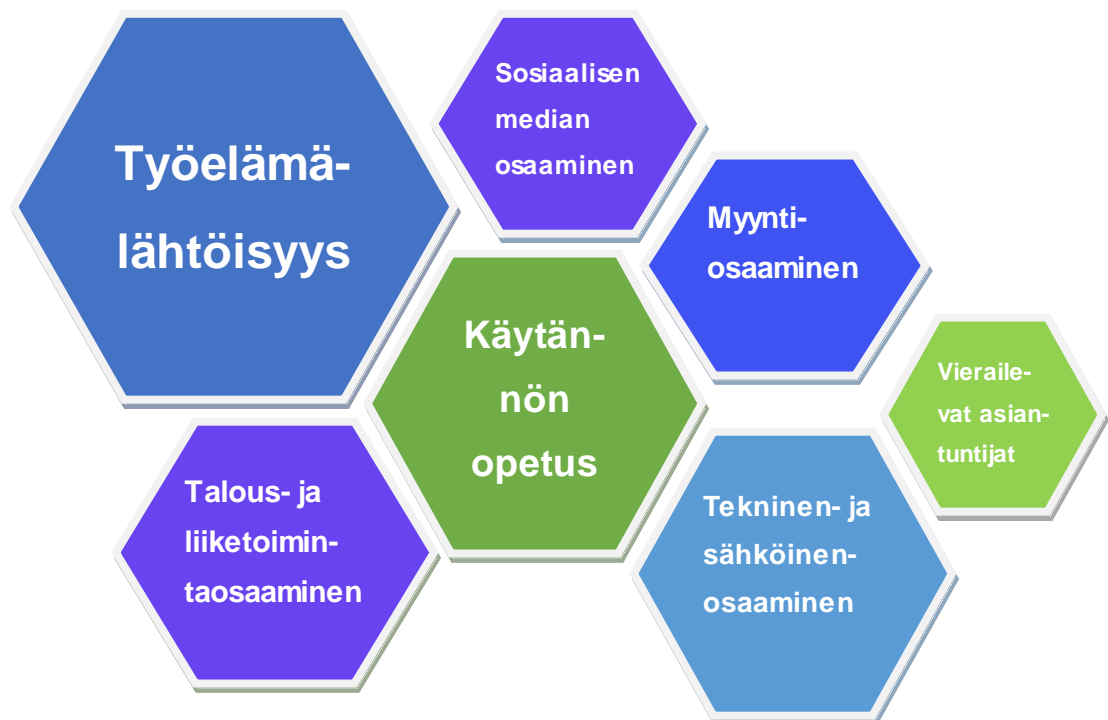 Työelämä-
lähtöisyys
Sosiaalisen
median
osaaminen
Myynti-
osaaminen
Käytän-
nön
opetus
Vieraile-
vat asian-
tuntijat
Talous- ja
liiketoimin-
taosaaminen
Tekninen- ja
sähköinen-
osaaminen